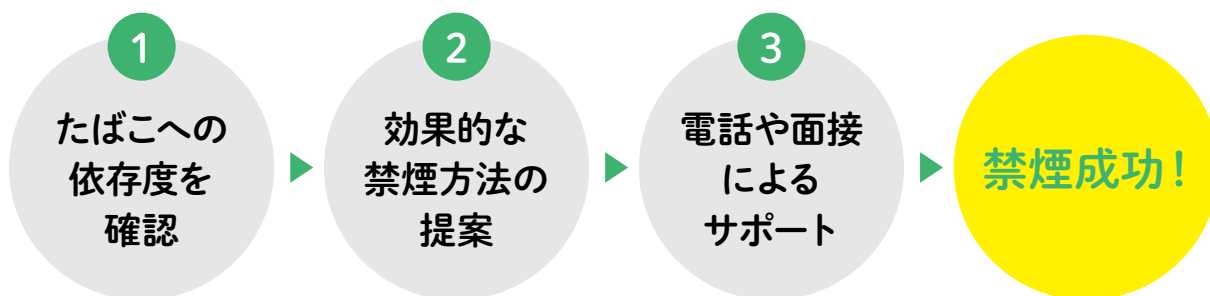 1
たばこへの
依存度を
確認
2
効果的な
禁煙方法の
提案
3
電話や面接
による
サポート
禁煙成功！